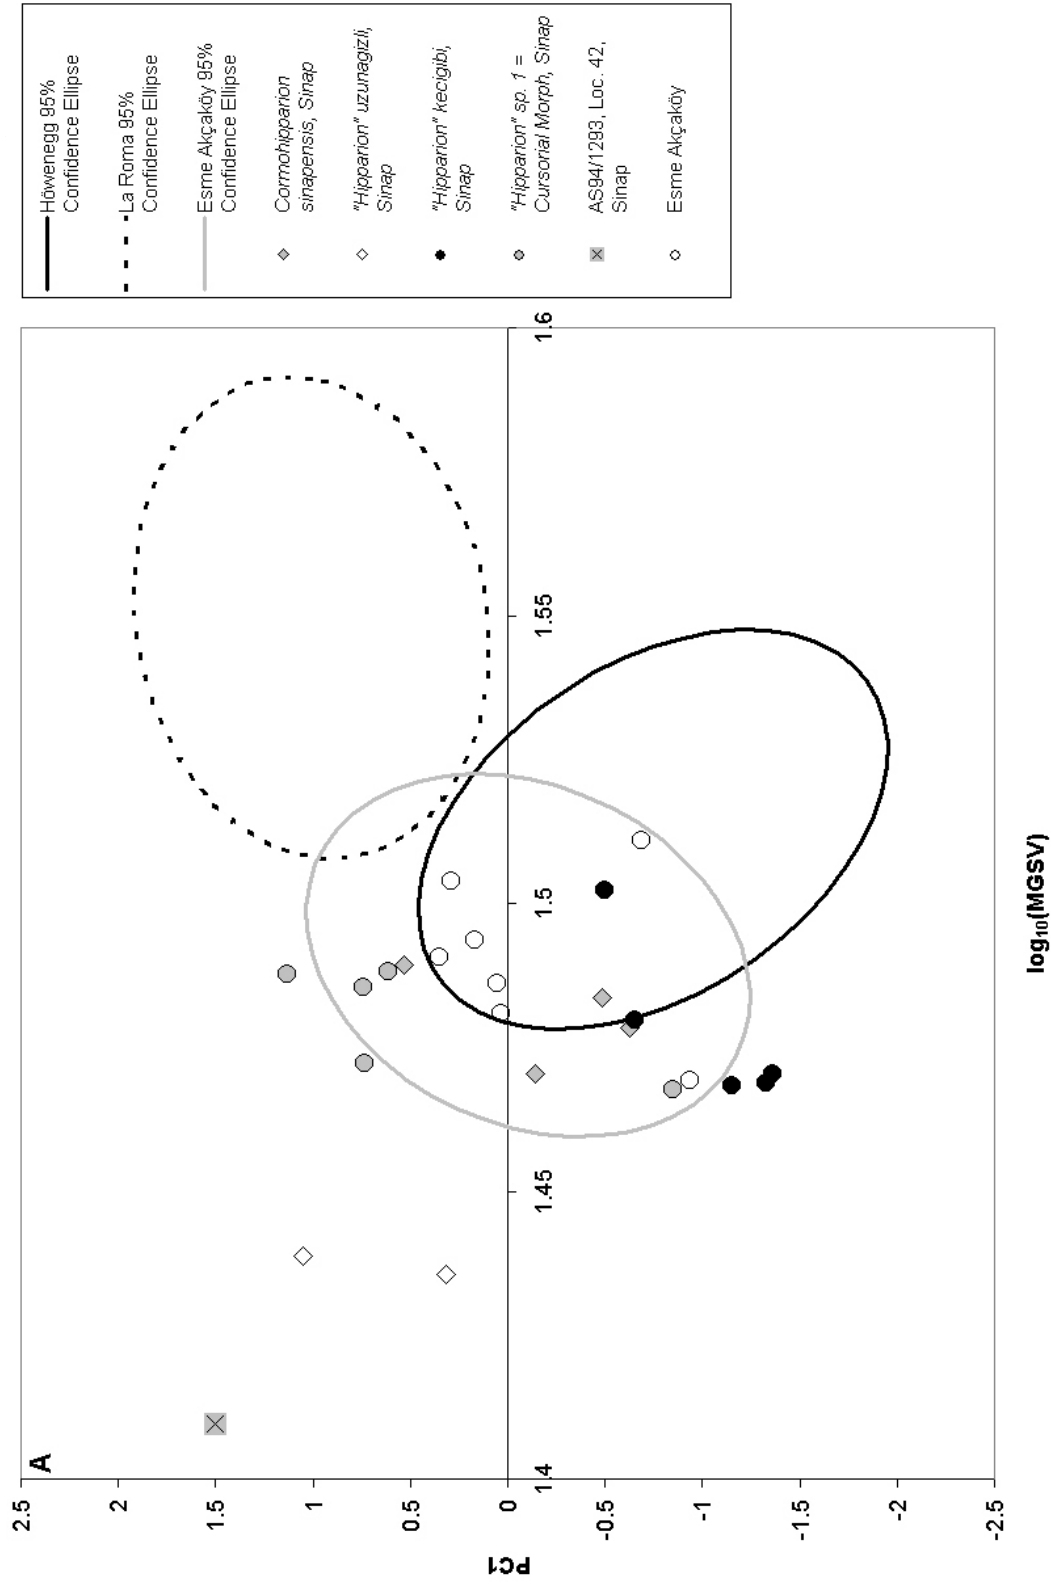 A
2.5
2
1.5
1
0.5
0
-0.5
-1
-1.5
-2
-2.5
PC1
1.4
1.45
1.5
1.55
1.6
log₁₀(MGSV)
Höwenegg 95%
Confidence Ellipse
La Roma 95%
Confidence Ellipse
Esme Akçaköy 95%
Confidence Ellipse
Cormohipparion
sinapensis, Sinap
"Hipparion" uzunagizli,
Sinap
"Hipparion" kecigibi,
Sinap
"Hipparion" sp. 1 =
Cursorial Morph, Sinap
AS94/1293, Loc. 42,
Sinap
Esme Akçaköy